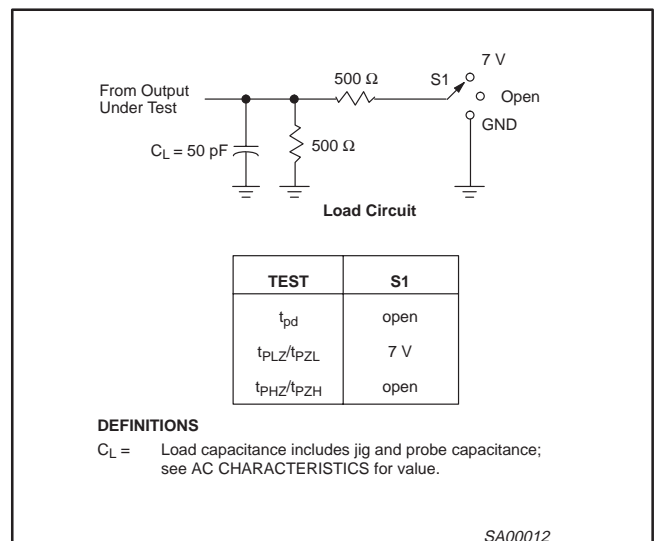 7 V
500 Ω
S1
From Output
Under Test
Open
GND
C_L = 50 pF
500 Ω
Load Circuit
TEST S1
t_pd open
t_PLZ/t_PZL 7 V
t_PHZ/t_PZH open
DEFINITIONS
C_L = Load capacitance includes jig and probe capacitance;
see AC CHARACTERISTICS for value.
SA00012